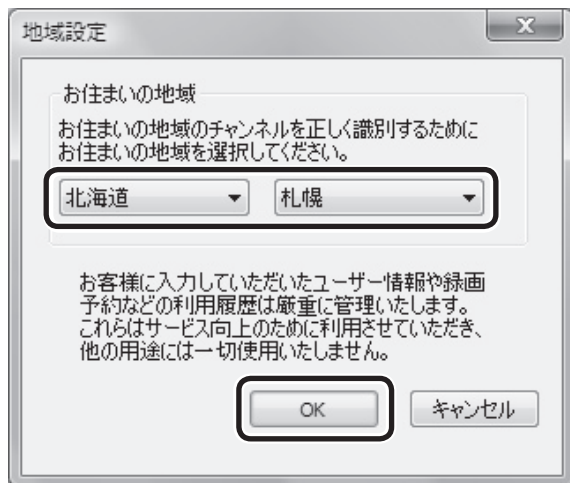 地域設定
お住まいの地域
お住まいの地域のチャンネルを正しく識別するために
お住まいの地域を選択してください。
北海道 札幌
お客様に入力していただいたユーザー情報や録画
予約などの利用履歴は厳重に管理いたします。
これらはサービス向上のために利用させていただき、
他の用途には一切使用いたしません。
OK キャンセル